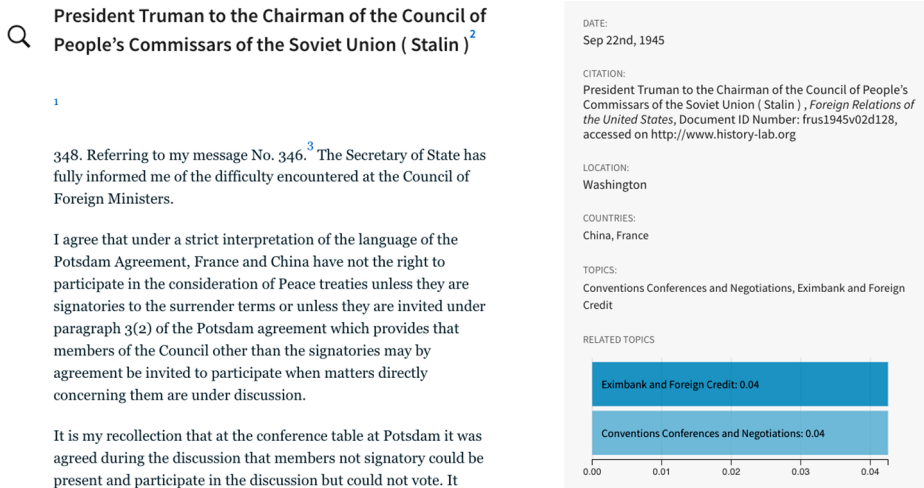 President Truman to the Chairman of the Council of
People’s Commissars of the Soviet Union ( Stalin )2
1
348. Referring to my message No. 346.3 The Secretary of State has
fully informed me of the difficulty encountered at the Council of
Foreign Ministers.
I agree that under a strict interpretation of the language of the
Potsdam Agreement, France and China have not the right to
participate in the consideration of Peace treaties unless they are
signatories to the surrender terms or unless they are invited under
paragraph 3(2) of the Potsdam agreement which provides that
members of the Council other than the signatories may by
agreement be invited to participate when matters directly
concerning them are under discussion.
It is my recollection that at the conference table at Potsdam it was
agreed during the discussion that members not signatory could be
present and participate in the discussion but could not vote. It
DATE:
Sep 22nd, 1945
CITATION:
President Truman to the Chairman of the Council of People’s
Commissars of the Soviet Union ( Stalin ) , Foreign Relations of
the United States, Document ID Number: frus1945v02d128,
accessed on http://www.history-lab.org
LOCATION:
Washington
COUNTRIES:
China, France
TOPICS:
Conventions Conferences and Negotiations, Eximbank and Foreign
Credit
RELATED TOPICS
Eximbank and Foreign Credit: 0.04
Conventions Conferences and Negotiations: 0.04
0.00 0.01 0.02 0.03 0.04